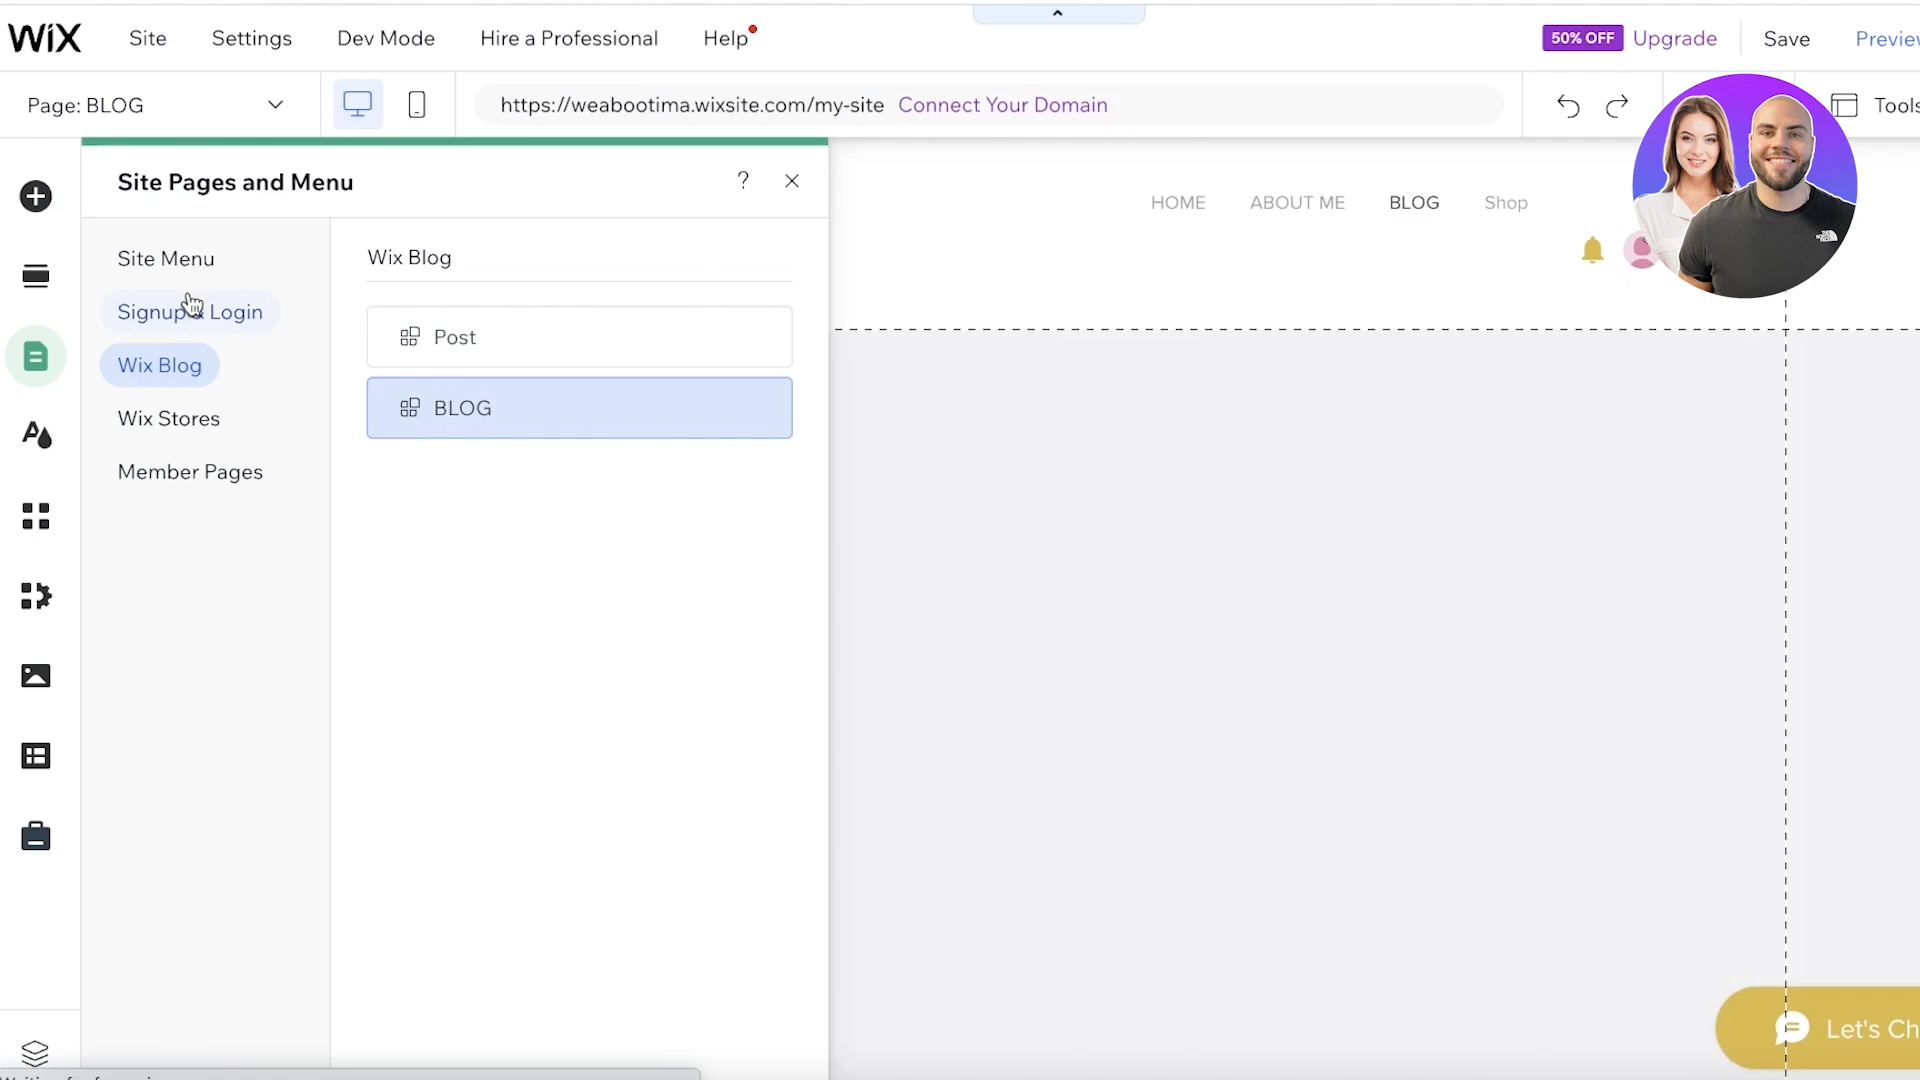 WiX Site Settings Dev Mode Hire a Professional Help 50% OFF Upgrade Save Preview
Page: BLOG https://weabootima.wixsite.com/my-site Connect Your Domain Tools
Site Pages and Menu ?
HOME ABOUT ME BLOG Shop
Site Menu
Signup & Login
Wix Blog
Wix Stores
Member Pages
Wix Blog
Post
BLOG
Let's Ch